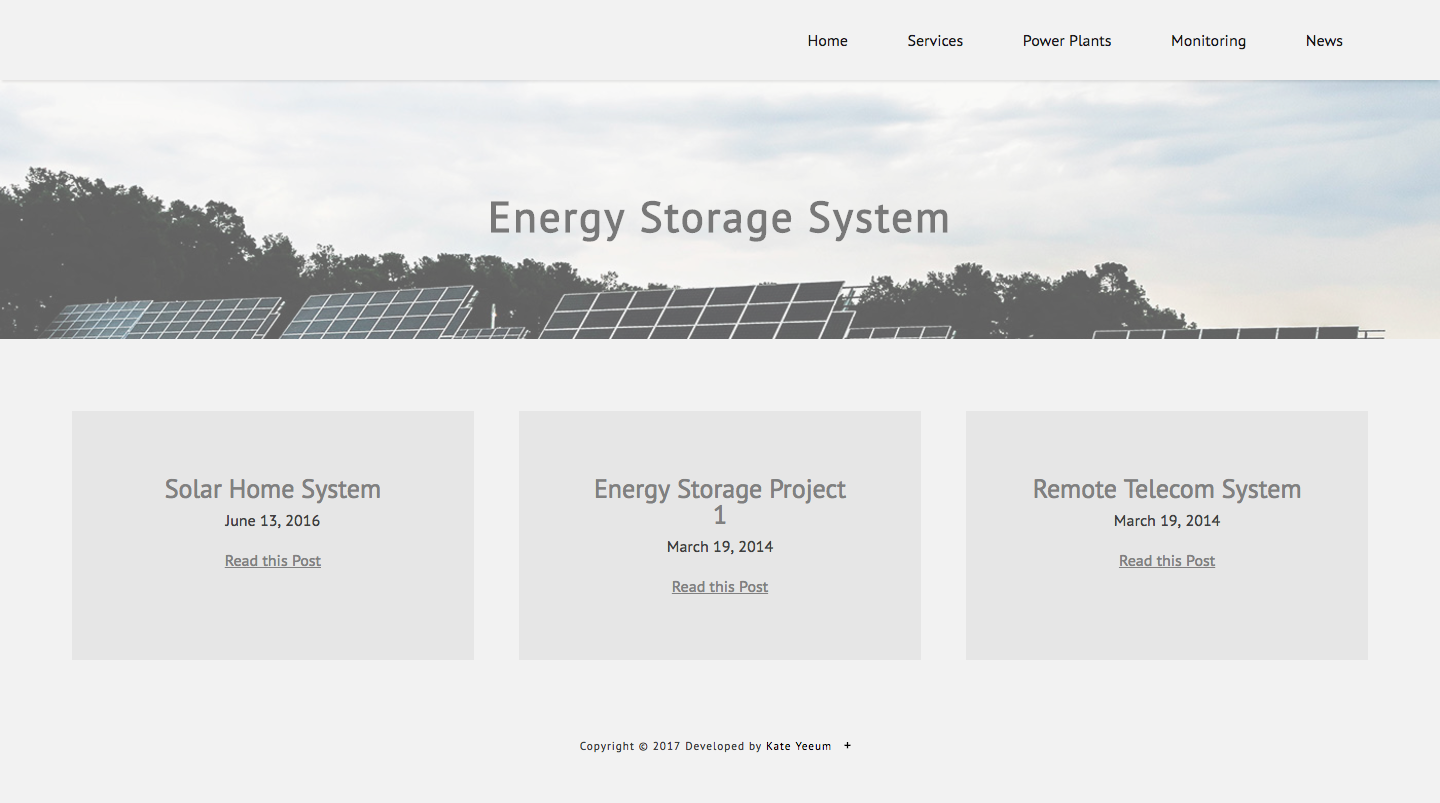 Home Services Power Plants Monitoring News
Energy Storage System
Solar Home System
June 13, 2016
Read this Post
Energy Storage Project
1
March 19, 2014
Read this Post
Remote Telecom System
March 19, 2014
Read this Post
Copyright © 2017 Developed by Kate Yeeum +